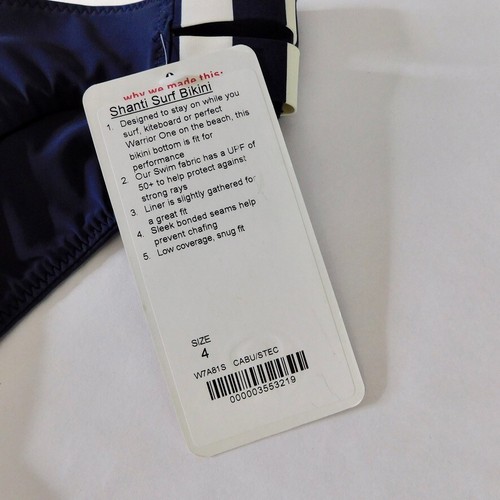 why we made this:
Shanti Surf Bikini
1. Designed to stay on while you
surf, kiteboard or perfect
Warrior One on the beach, this
bikini bottom is fit for
performance
2. Our Swim fabric has a UPF of
50+ to help protect against
strong rays
3. Liner is slightly gathered for
a great fit
4. Sleek bonded seams help
prevent chafing
5. Low coverage, snug fit
SIZE
4
W7A81S CABU/STEC
000003553219